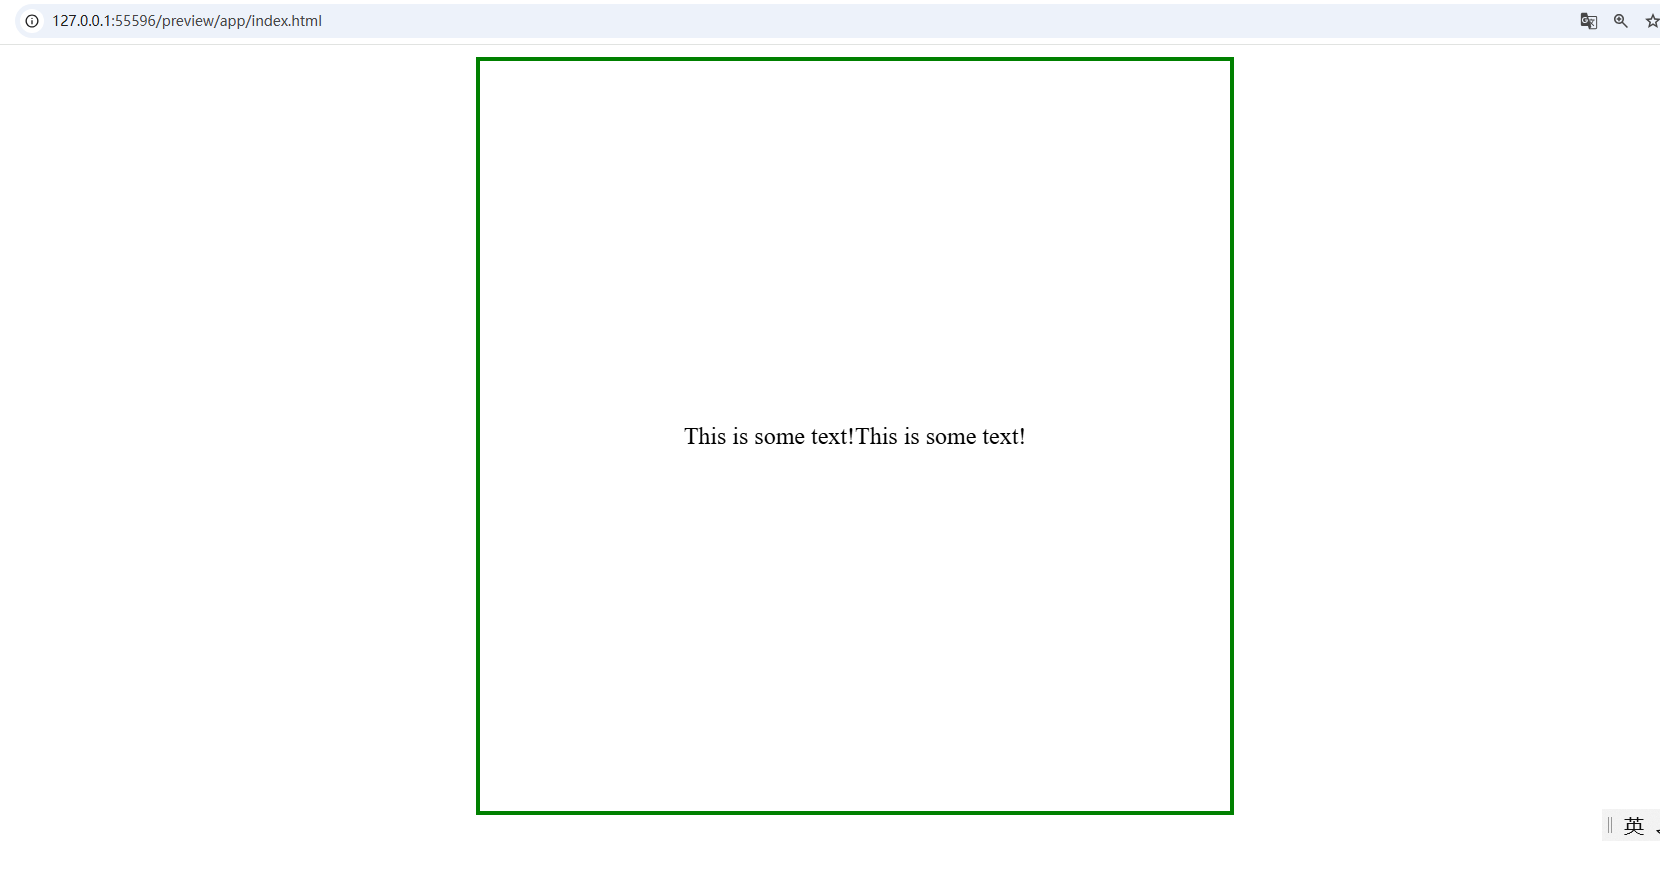 127.0.0.1:55596/preview/app/index.html
This is some text!This is some text!
英